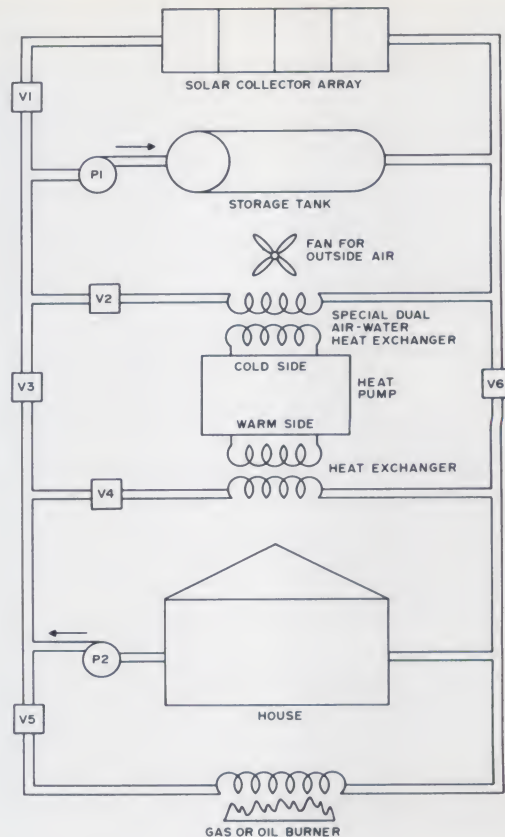 SOLAR COLLECTOR ARRAY
V1
P1
STORAGE TANK
FAN FOR
OUTSIDE AIR
V2
SPECIAL DUAL
AIR-WATER
HEAT EXCHANGER
V3
COLD SIDE
HEAT
PUMP
V6
WARM SIDE
HEAT EXCHANGER
V4
P2
V5
HOUSE
GAS OR OIL BURNER